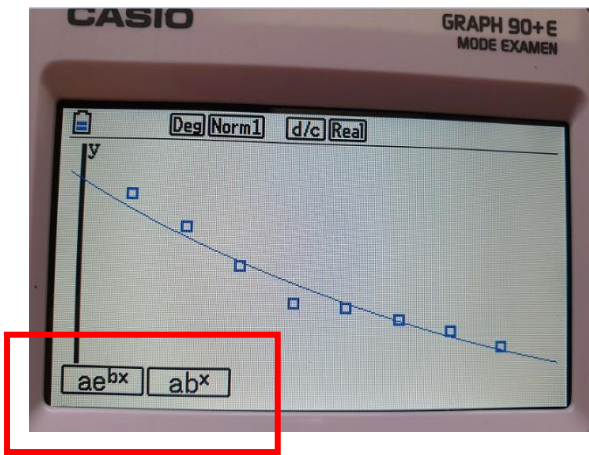 CASIO
GRAPH 90+E
MODE EXAMEN
Deg Norm1 d/c Real
y
ae^bx ab^x